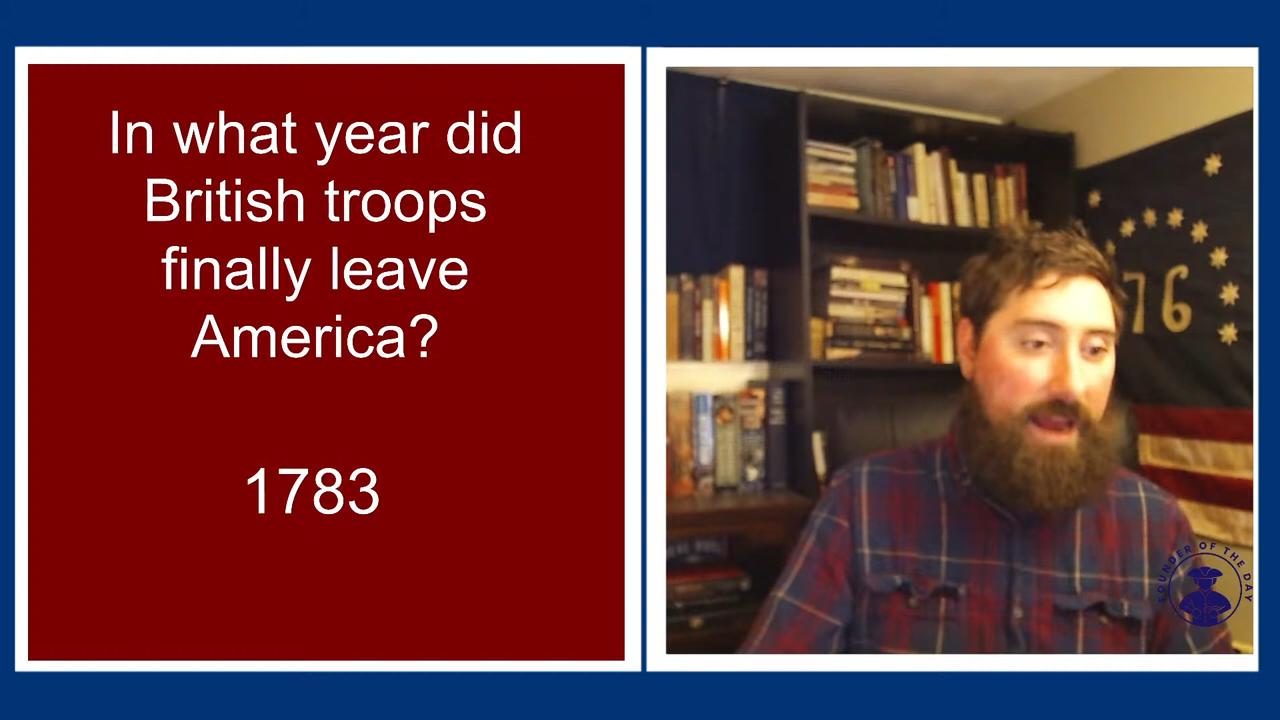 In what year did
British troops
finally leave
America?
1783
76
FOUNDER OF THE DAY